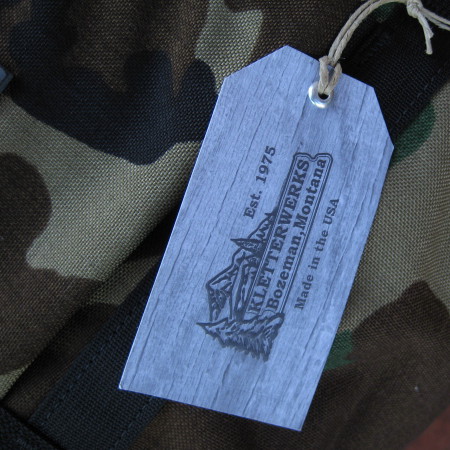 Est. 1975
KLETTERWERKS
Bozeman, Montana
Made in the USA